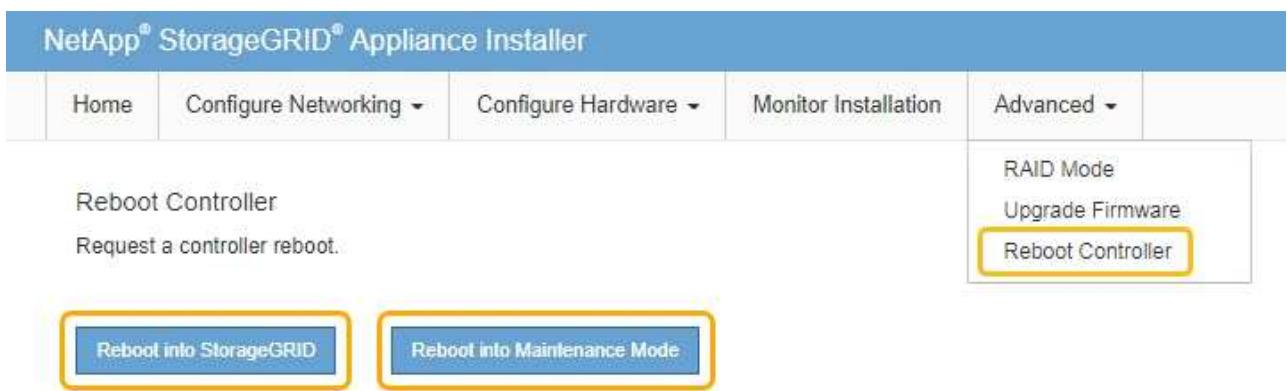 NetApp® StorageGRID® Appliance Installer
Home Configure Networking Configure Hardware Monitor Installation Advanced
RAID Mode
Upgrade Firmware
Reboot Controller
Reboot Controller
Request a controller reboot.
Reboot into StorageGRID Reboot into Maintenance Mode